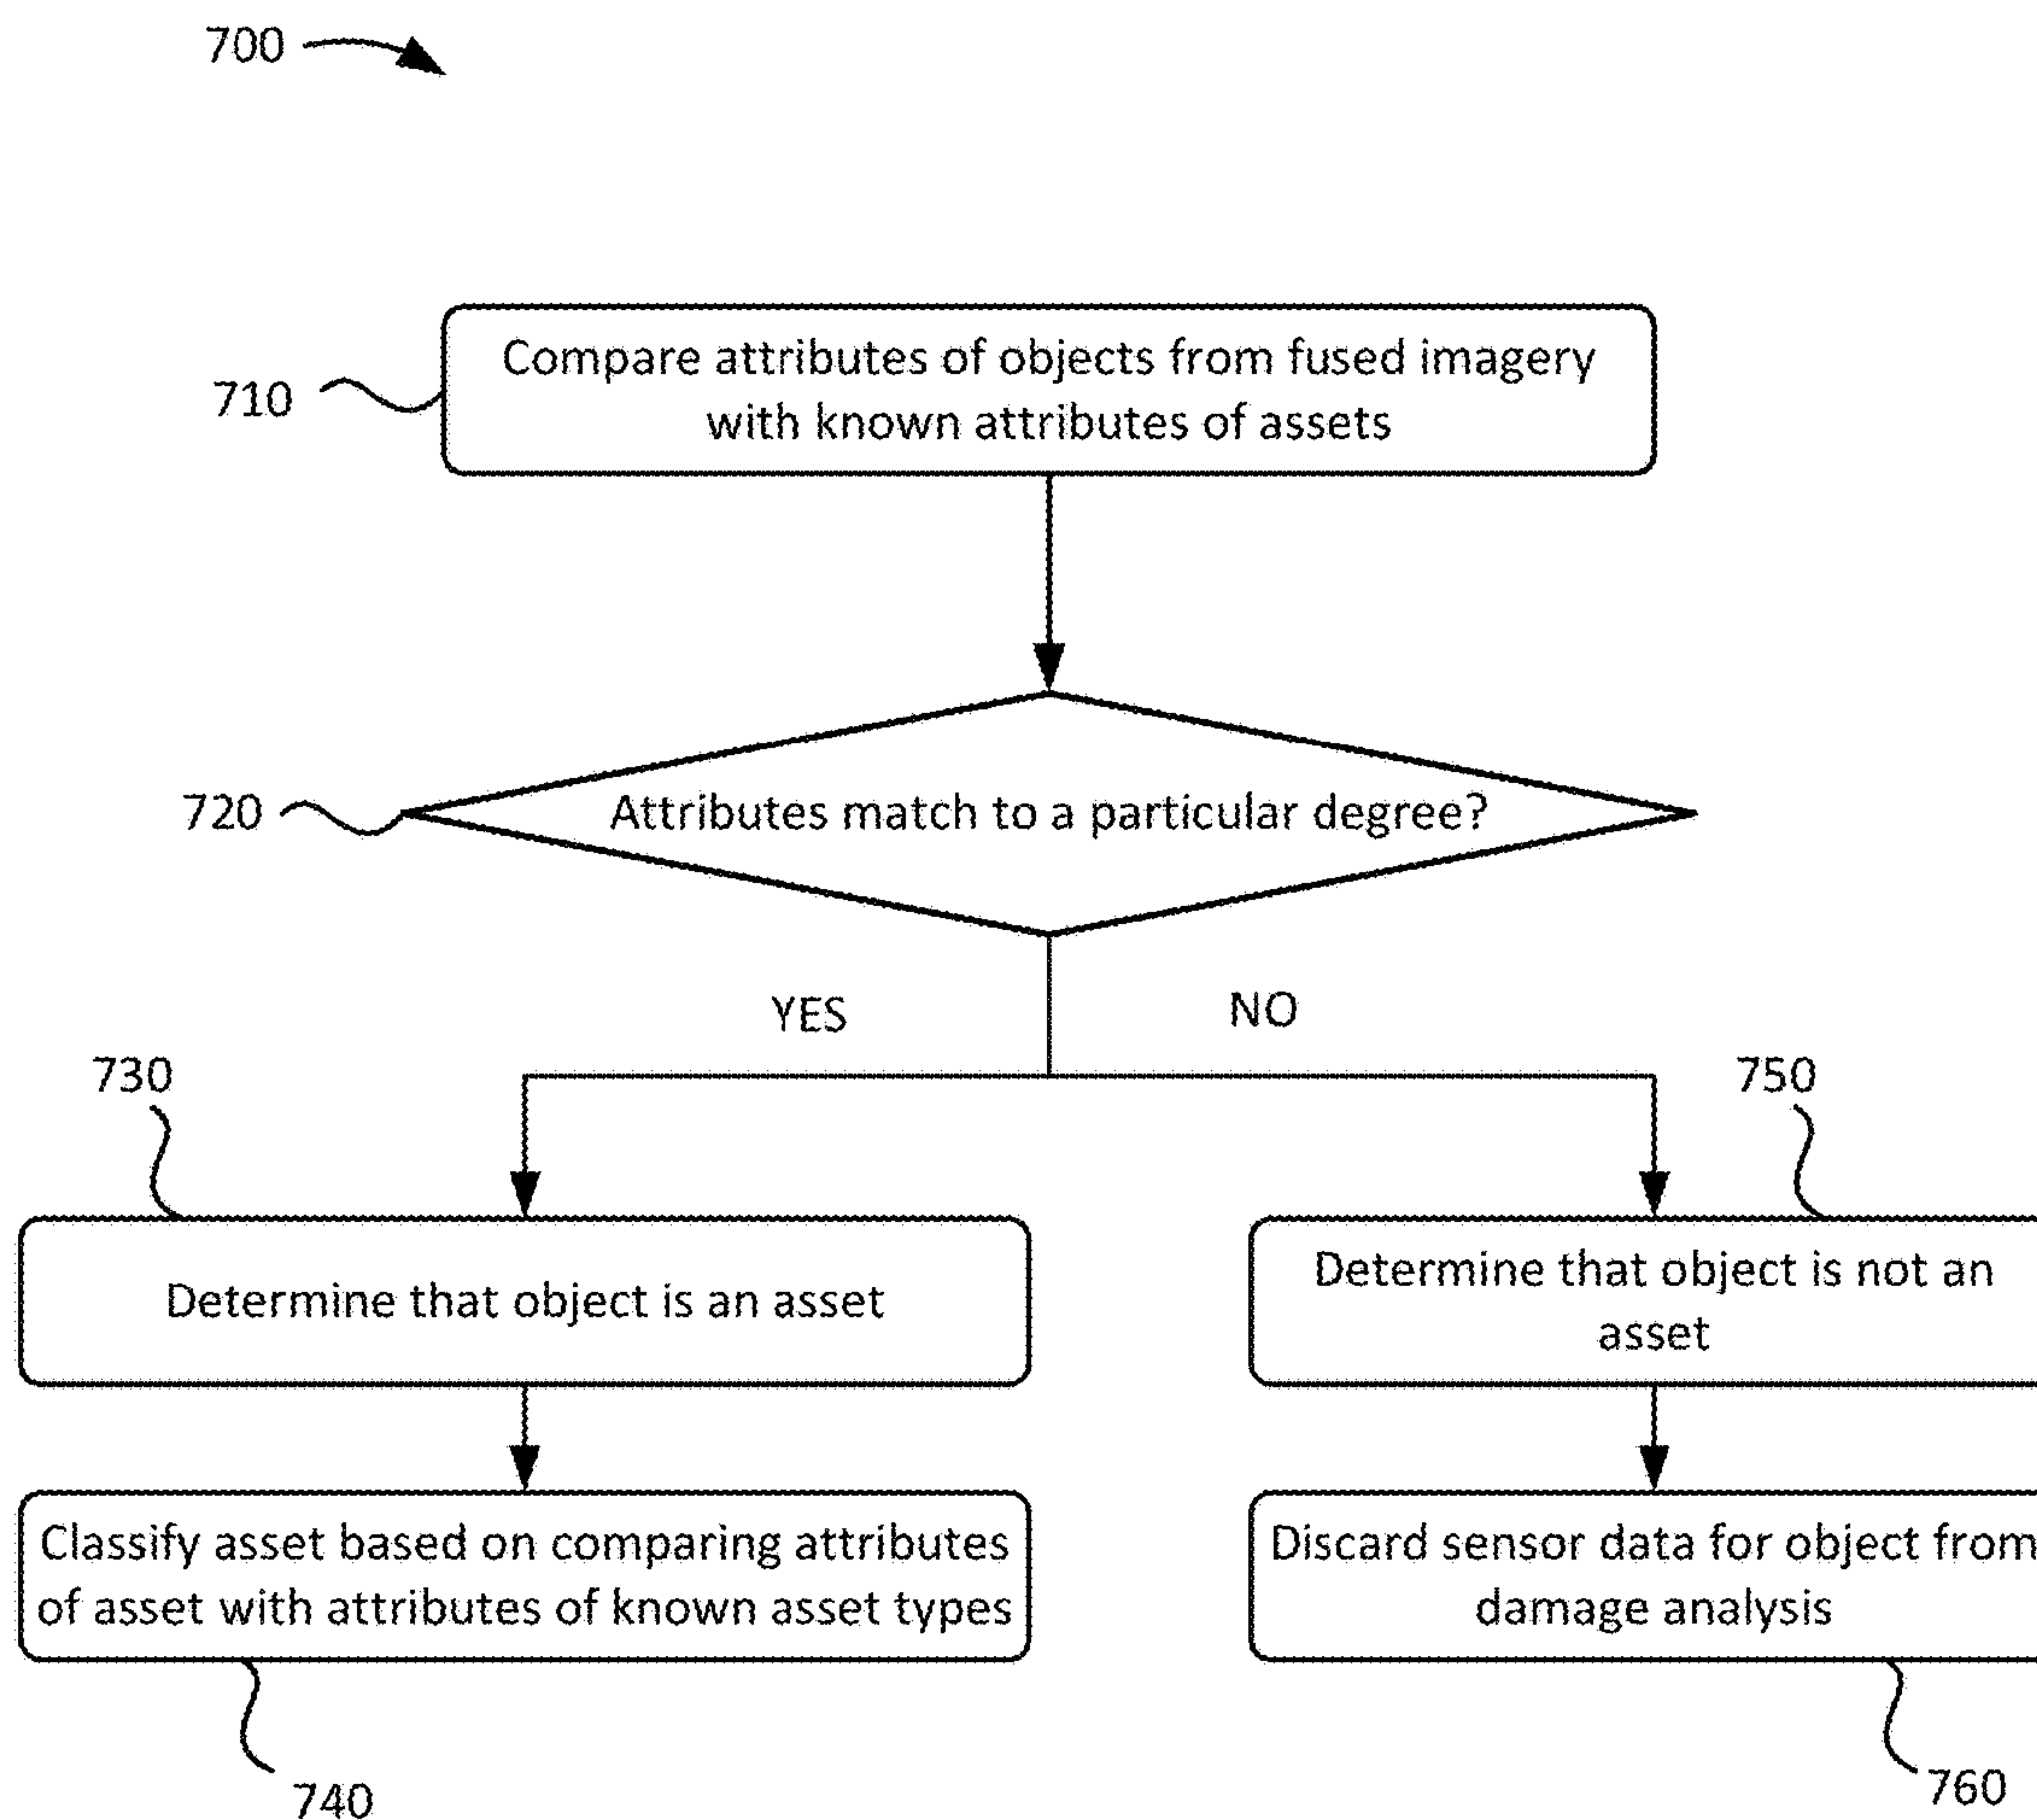 700
710
Compare attributes of objects from fused imagery
with known attributes of assets
720
Attributes match to a particular degree?
YES
NO
730
750
Determine that object is an asset
Determine that object is not an
asset
Classify asset based on comparing attributes
of asset with attributes of known asset types
Discard sensor data for object from
damage analysis
740
760